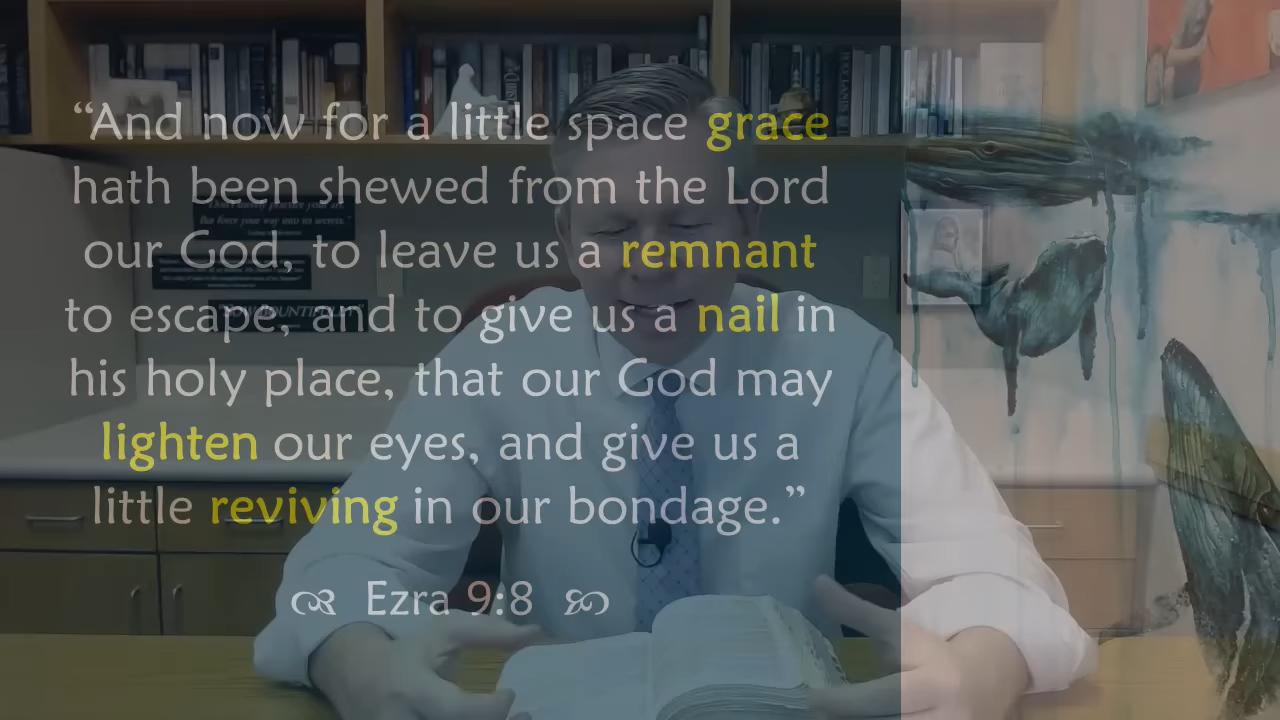 “And now for a little space grace
hath been shewed from the Lord
our God, to leave us a remnant
to escape, and to give us a nail in
his holy place, that our God may
lighten our eyes, and give us a
little reviving in our bondage.”
Ezra 9:8